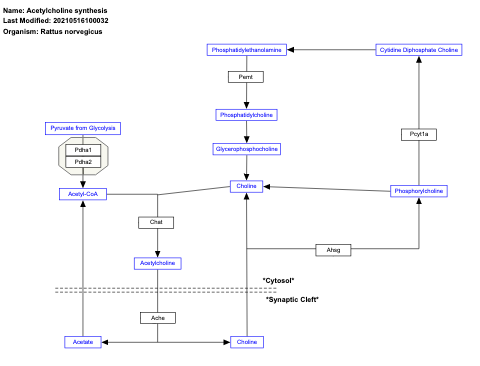 Name: Acetylcholine synthesis
Last Modified: 20210516100032
Organism: Rattus norvegicus
Phosphatidylethanolamine
Cytidine Diphosphate Choline
Pemt
Phosphatidylcholine
Pyruvate from Glycolysis
Pcyt1a
Pdha1
Glycerophosphocholine
Pdha2
Choline
Acetyl-CoA
Phosphorylcholine
Chat
Ahsg
Acetylcholine
*Cytosol*
*Synaptic Cleft*
Ache
Acetate
Choline